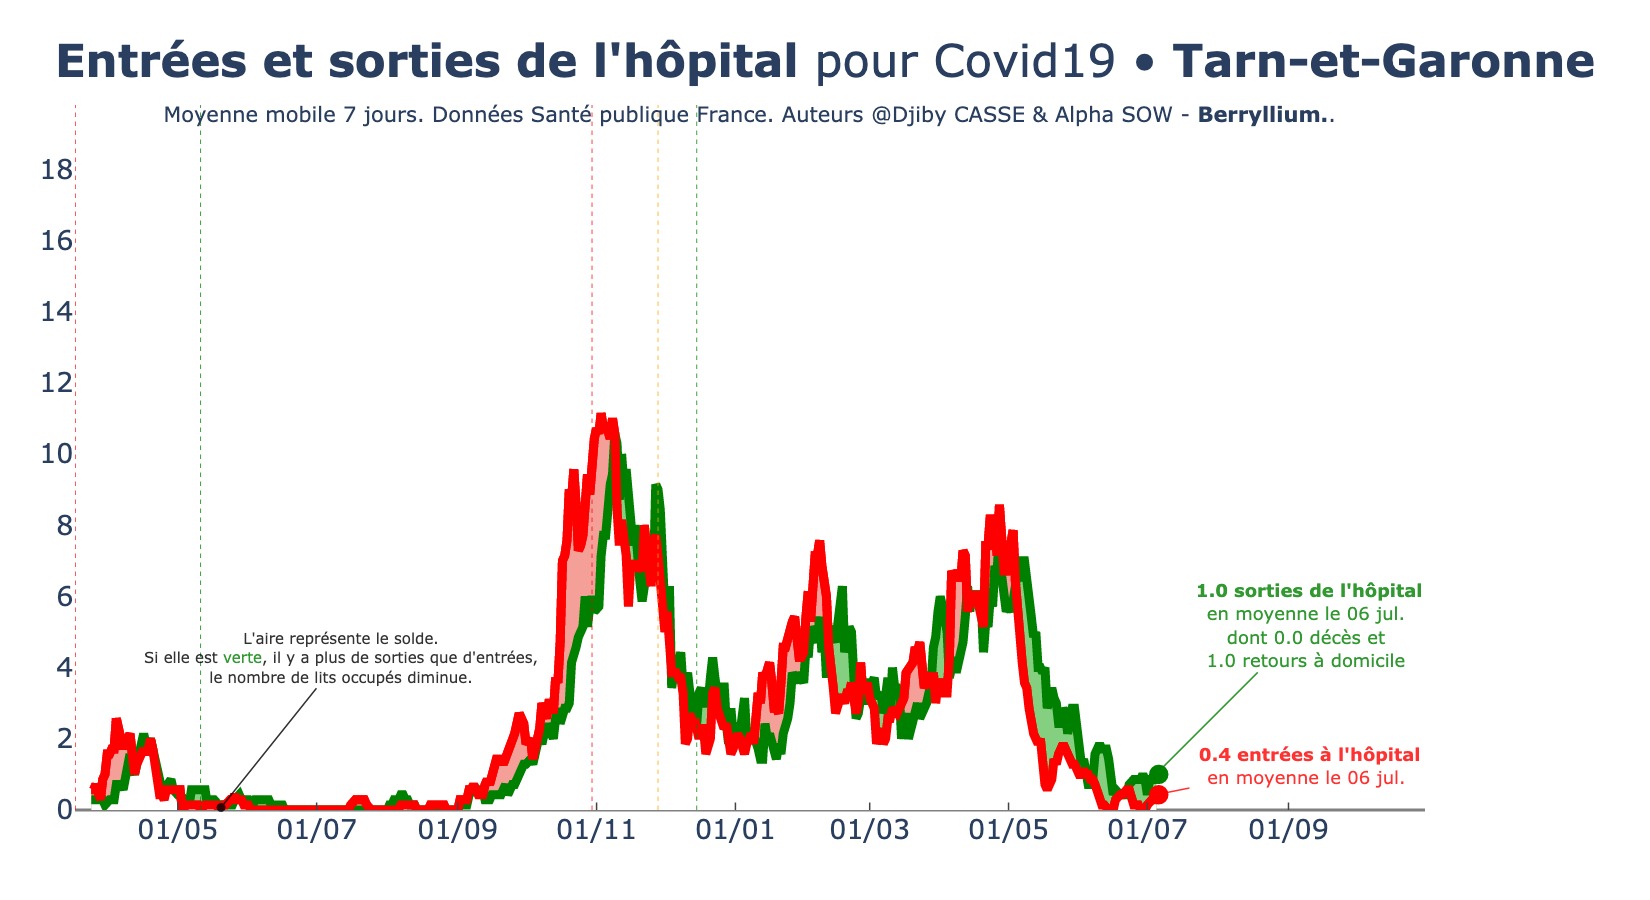 Entrées et sorties de l'hôpital pour Covid19 • Tarn-et-Garonne
Moyenne mobile 7 jours. Données Santé publique France. Auteurs @Djiby CASSE & Alpha SOW - Berryllium..
18
16
14
12
10
8
6
4
2
0
L'aire représente le solde.
Si elle est verte, il y a plus de sorties que d'entrées,
le nombre de lits occupés diminue.
1.0 sorties de l'hôpital
en moyenne le 06 jul.
dont 0.0 décès et
1.0 retours à domicile
0.4 entrées à l'hôpital
en moyenne le 06 jul.
01/05 01/07 01/09 01/11 01/01 01/03 01/05 01/07 01/09